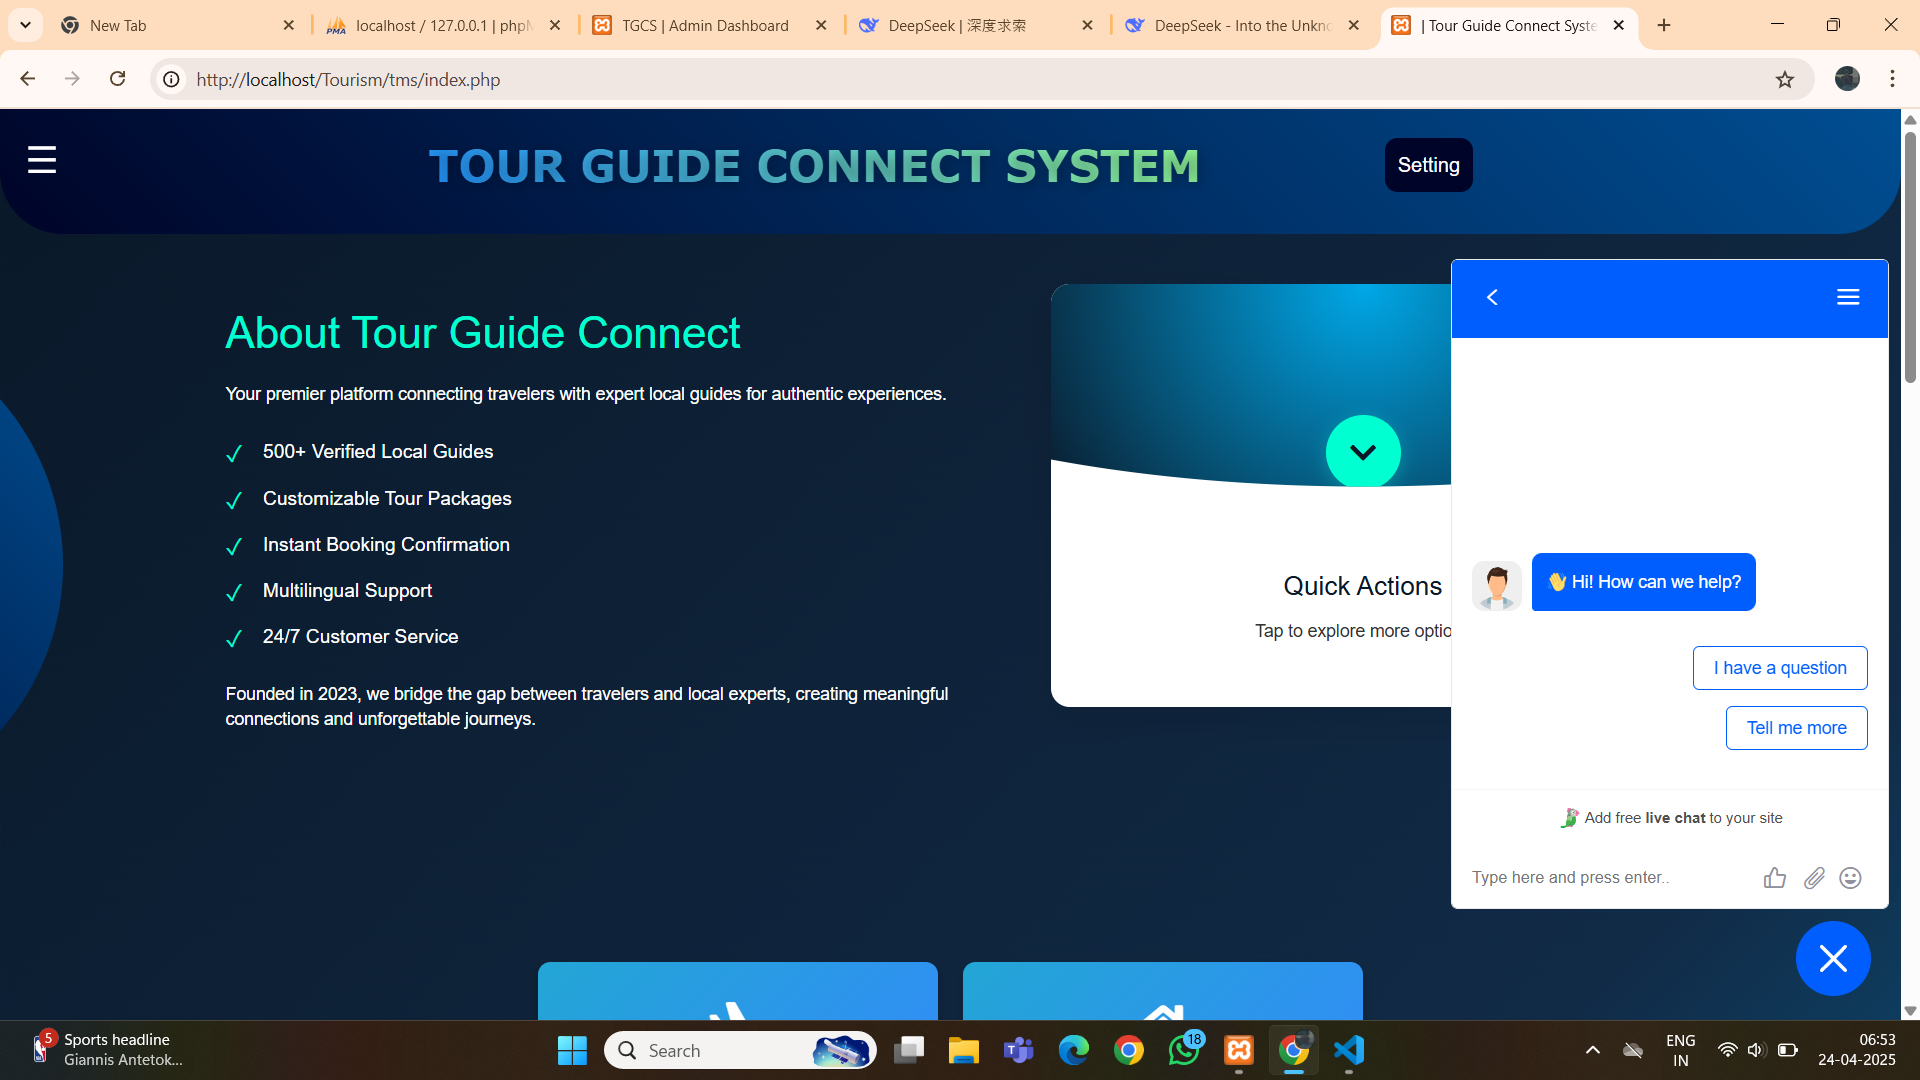 New Tab
localhost / 127.0.0.1 | phpM
TGCS | Admin Dashboard
DeepSeek | 深度求索
DeepSeek - Into the Unkno
| Tour Guide Connect Syste
http://localhost/Tourism/tms/index.php
TOUR GUIDE CONNECT SYSTEM
Setting
About Tour Guide Connect
Your premier platform connecting travelers with expert local guides for authentic experiences.
500+ Verified Local Guides
Customizable Tour Packages
Instant Booking Confirmation
Multilingual Support
24/7 Customer Service
Founded in 2023, we bridge the gap between travelers and local experts, creating meaningful
connections and unforgettable journeys.
Quick Actions
Tap to explore more optio
👋 Hi! How can we help?
I have a question
Tell me more
Add free live chat to your site
Type here and press enter..
5
Sports headline
Giannis Antetok...
Search
18
ENG
IN
06:53
24-04-2025
PMA